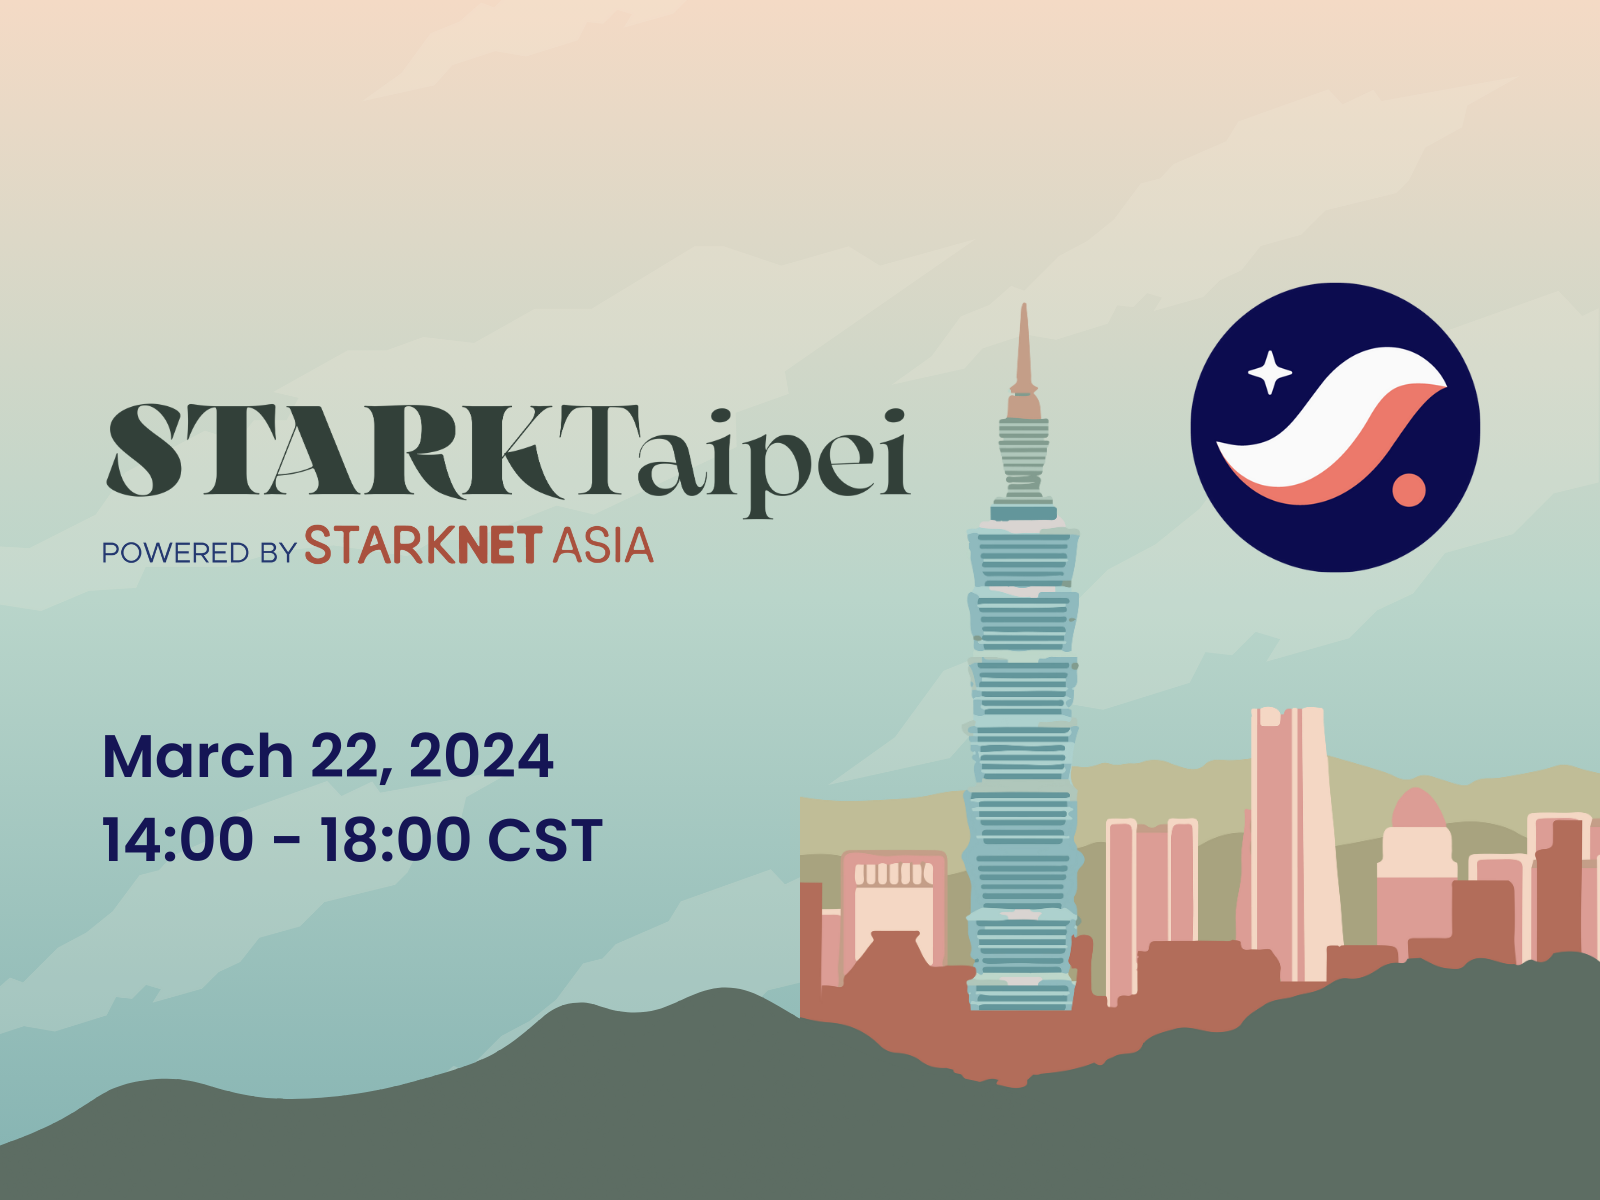 STARKTaipei
POWERED BY STARKNET ASIA
March 22, 2024
14:00 - 18:00 CST